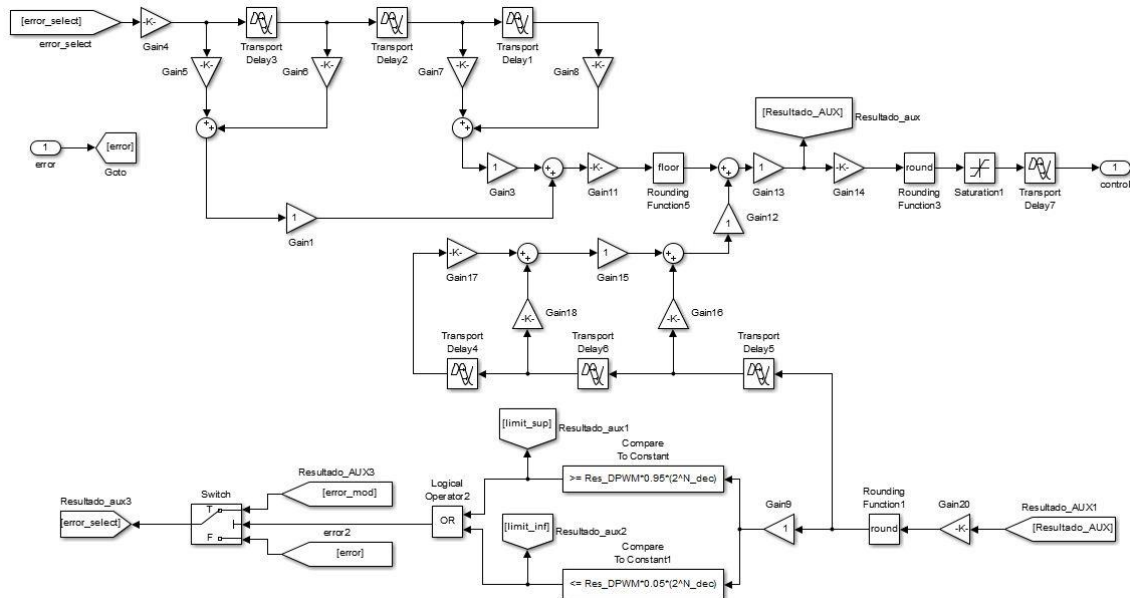 [error_select]
error_select
-K-
Gain4
Transport
Delay3
Transport
Delay2
Transport
Delay1
-K-
Gain5
-K-
Gain6
-K-
Gain7
-K-
Gain8
++
++
1
error
[error]
Goto
1
Gain3
++
-K-
Gain11
floor
Rounding
Function5
++
1
Gain13
[Resultado_AUX]
Resultado_aux
-K-
Gain14
round
Rounding
Function3
Saturation1
Transport
Delay7
1
control
1
Gain1
1
Gain12
-K-
Gain17
++
1
Gain15
++
-K-
Gain18
-K-
Gain16
Transport
Delay4
Transport
Delay6
Transport
Delay5
[limit_sup]
Resultado_aux1
Compare
To Constant
>= Res_DPWM*0.95*(2^N_dec)
Resultado_AUX3
[error_mod]
Logical
Operator2
OR
Resultado_aux3
[error_select]
Switch
T
F
error2
[error]
[limit_inf]
Resultado_aux2
Compare
To Constant1
<= Res_DPWM*0.05*(2^N_dec)
Gain9
1
Rounding
Function1
round
Gain20
-K-
Resultado_AUX1
[Resultado_AUX]